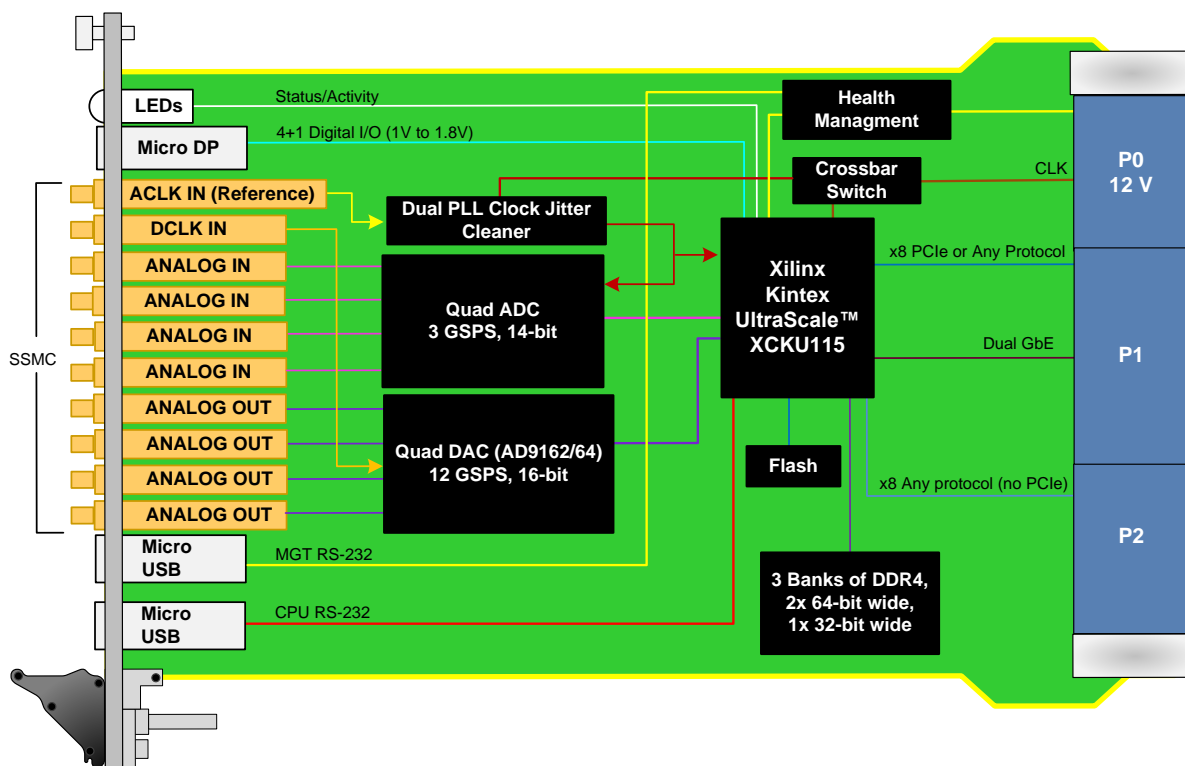 LEDs
Status/Activity
Micro DP
4+1 Digital I/O (1V to 1.8V)
SSMC
ACLK IN (Reference)
DCLK IN
ANALOG IN
ANALOG IN
ANALOG IN
ANALOG IN
ANALOG OUT
ANALOG OUT
ANALOG OUT
ANALOG OUT
Micro
USB
MGT RS-232
Micro
USB
CPU RS-232
Dual PLL Clock Jitter
Cleaner
Quad ADC
3 GSPS, 14-bit
Quad DAC (AD9162/64)
12 GSPS, 16-bit
Health
Managment
Crossbar
Switch
CLK
Xilinx
Kintex
UltraScale™
XCKU115
x8 PCIe or Any Protocol
Dual GbE
Flash
x8 Any protocol (no PCIe)
3 Banks of DDR4,
2x 64-bit wide,
1x 32-bit wide
P0
12 V
P1
P2